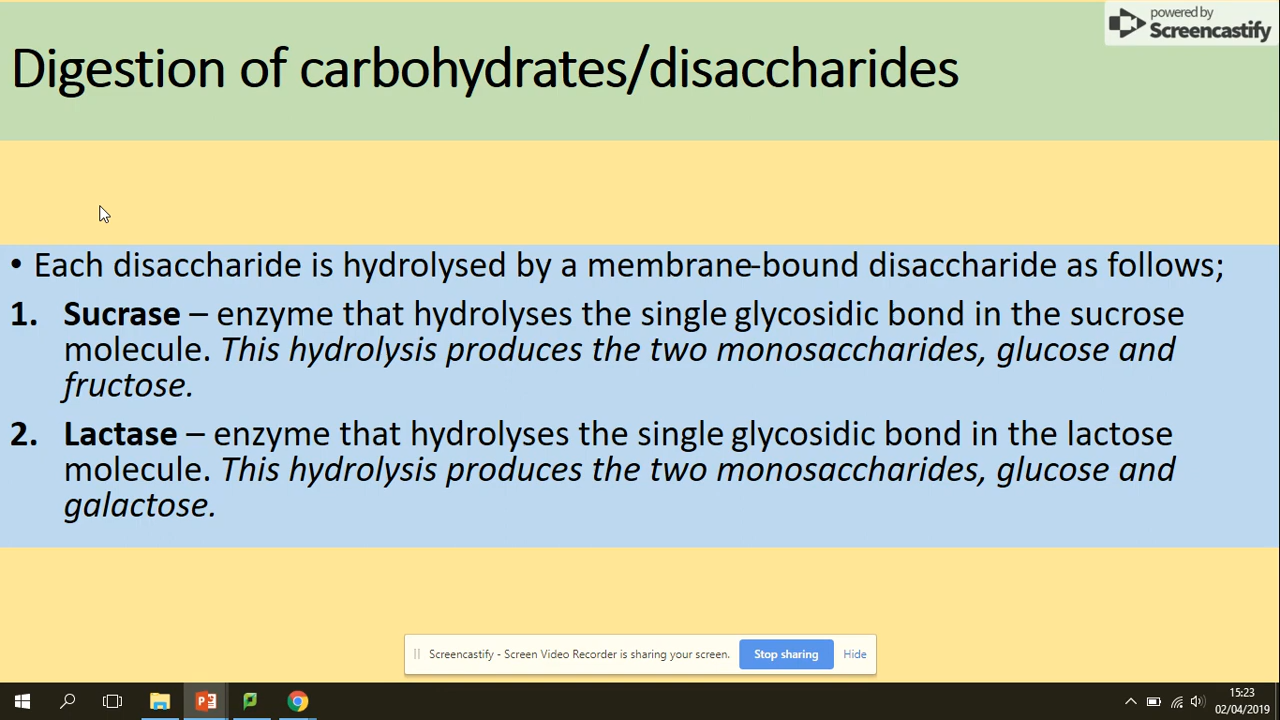 powered by
Screencastify
Digestion of carbohydrates/disaccharides
• Each disaccharide is hydrolysed by a membrane-bound disaccharide as follows;
1. Sucrase – enzyme that hydrolyses the single glycosidic bond in the sucrose
molecule. This hydrolysis produces the two monosaccharides, glucose and
fructose.
2. Lactase – enzyme that hydrolyses the single glycosidic bond in the lactose
molecule. This hydrolysis produces the two monosaccharides, glucose and
galactose.
Screencastify - Screen Video Recorder is sharing your screen. Stop sharing Hide
15:23
02/04/2019